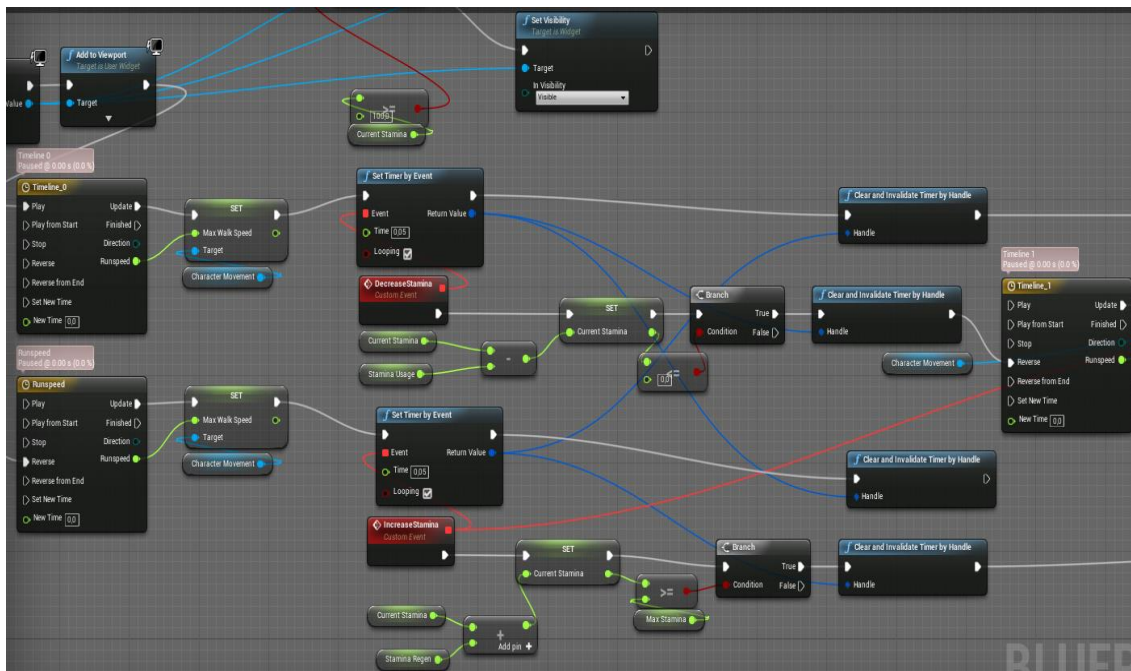 Set Visibility
Target is Widget
Target
In Visibility
Visible
Add to Viewport
Target is User Widget
Value
Target
>=
100,0
Current Stamina
Timeline 0
Paused @ 0.00 s (0.0 %)
Timeline_0
Play
Update
Play from Start
Finished
Stop
Direction
Reverse
Runspeed
Reverse from End
Set New Time
New Time 0,0
SET
Max Walk Speed
Target
Character Movement
Set Timer by Event
Event
Return Value
Time 0,05
Looping
Clear and Invalidate Timer by Handle
Handle
DecreaseStamina
Custom Event
Current Stamina
Stamina Usage
-
SET
Current Stamina
<=
0,0
Branch
True
Condition
False
Clear and Invalidate Timer by Handle
Handle
Character Movement
Timeline 1
Paused @ 0.00 s (0.0 %)
Timeline_1
Play
Update
Play from Start
Finished
Stop
Direction
Reverse
Runspeed
Reverse from End
Set New Time
New Time 0,0
Runspeed
Paused @ 0.00 s (0.0 %)
Runspeed
Play
Update
Play from Start
Finished
Stop
Direction
Reverse
Runspeed
Reverse from End
Set New Time
New Time 0,0
SET
Max Walk Speed
Target
Character Movement
Set Timer by Event
Event
Return Value
Time 0,05
Looping
Clear and Invalidate Timer by Handle
Handle
IncreaseStamina
Custom Event
SET
Current Stamina
Current Stamina
Stamina Regen
+
Add pin +
>=
Max Stamina
Branch
True
Condition
False
Clear and Invalidate Timer by Handle
Handle